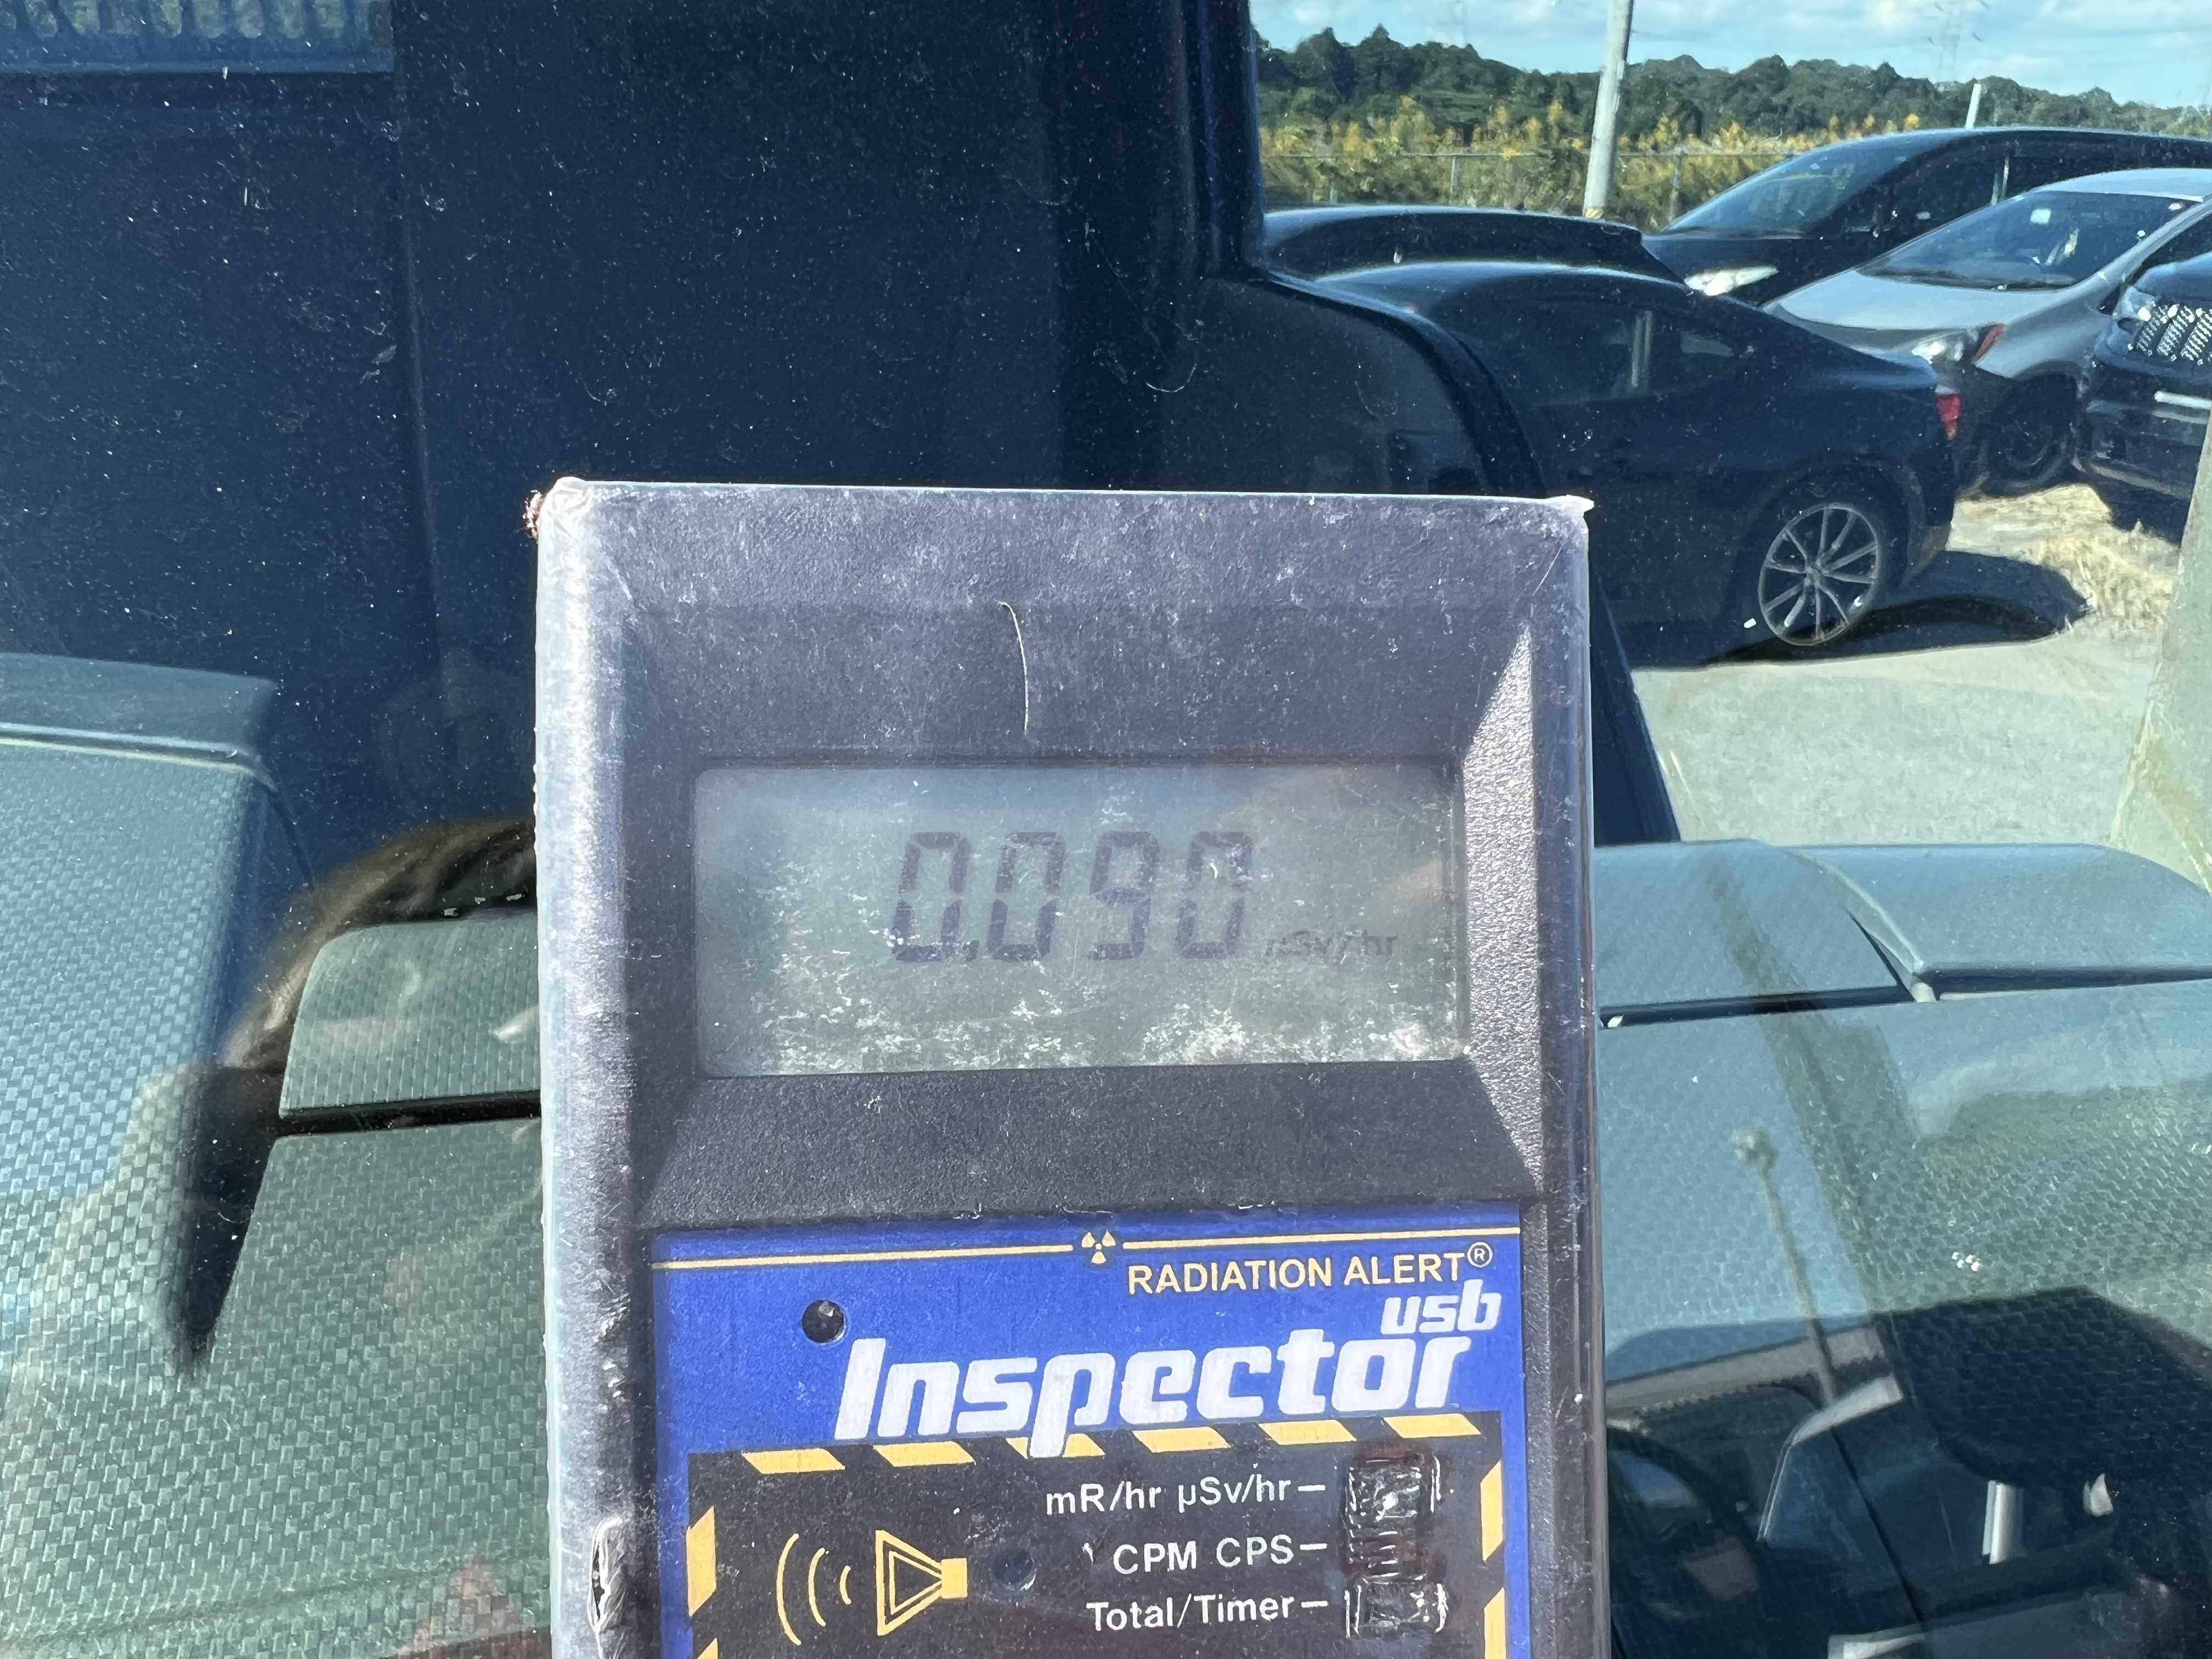 0.090 µSv/hr
RADIATION ALERT®
usb
Inspector
mR/hr µSv/hr–
CPM CPS–
Total/Timer–